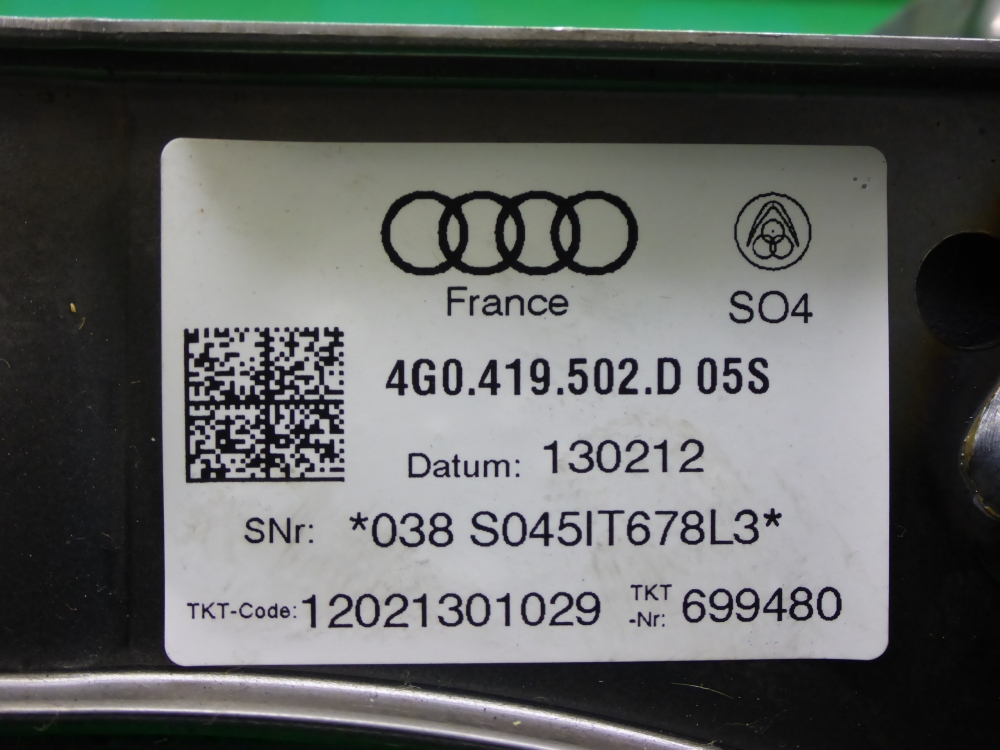 France
SO4
4G0.419.502.D 05S
Datum: 130212
SNr: *038 S045IT678L3*
TKT-Code: 12021301029 TKT
-Nr: 699480